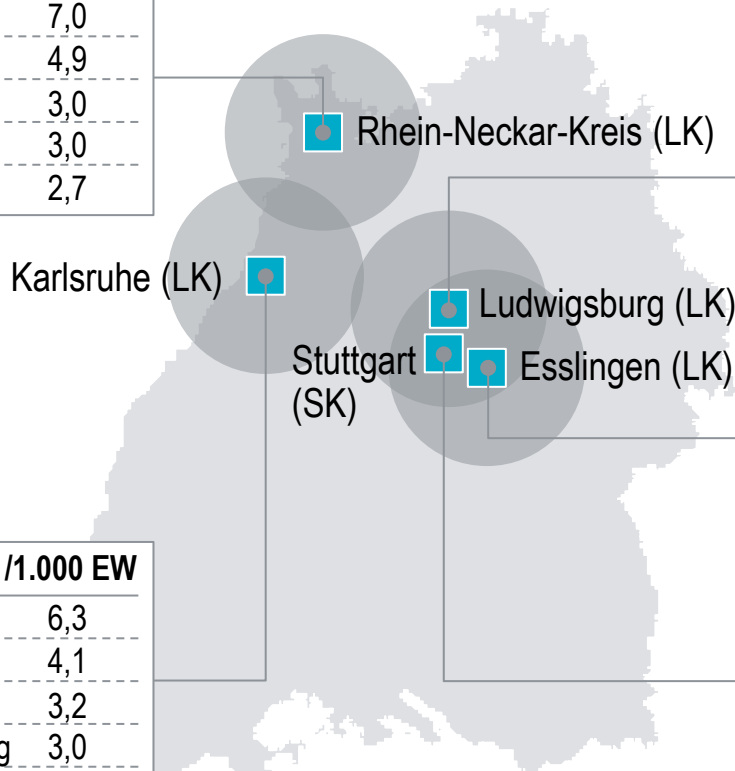 7,0
4,9
3,0
3,0
2,7
Rhein-Neckar-Kreis (LK)
Karlsruhe (LK)
Ludwigsburg (LK)
Stuttgart
(SK)
Esslingen (LK)
/1.000 EW
6,3
4,1
3,2
g 3,0